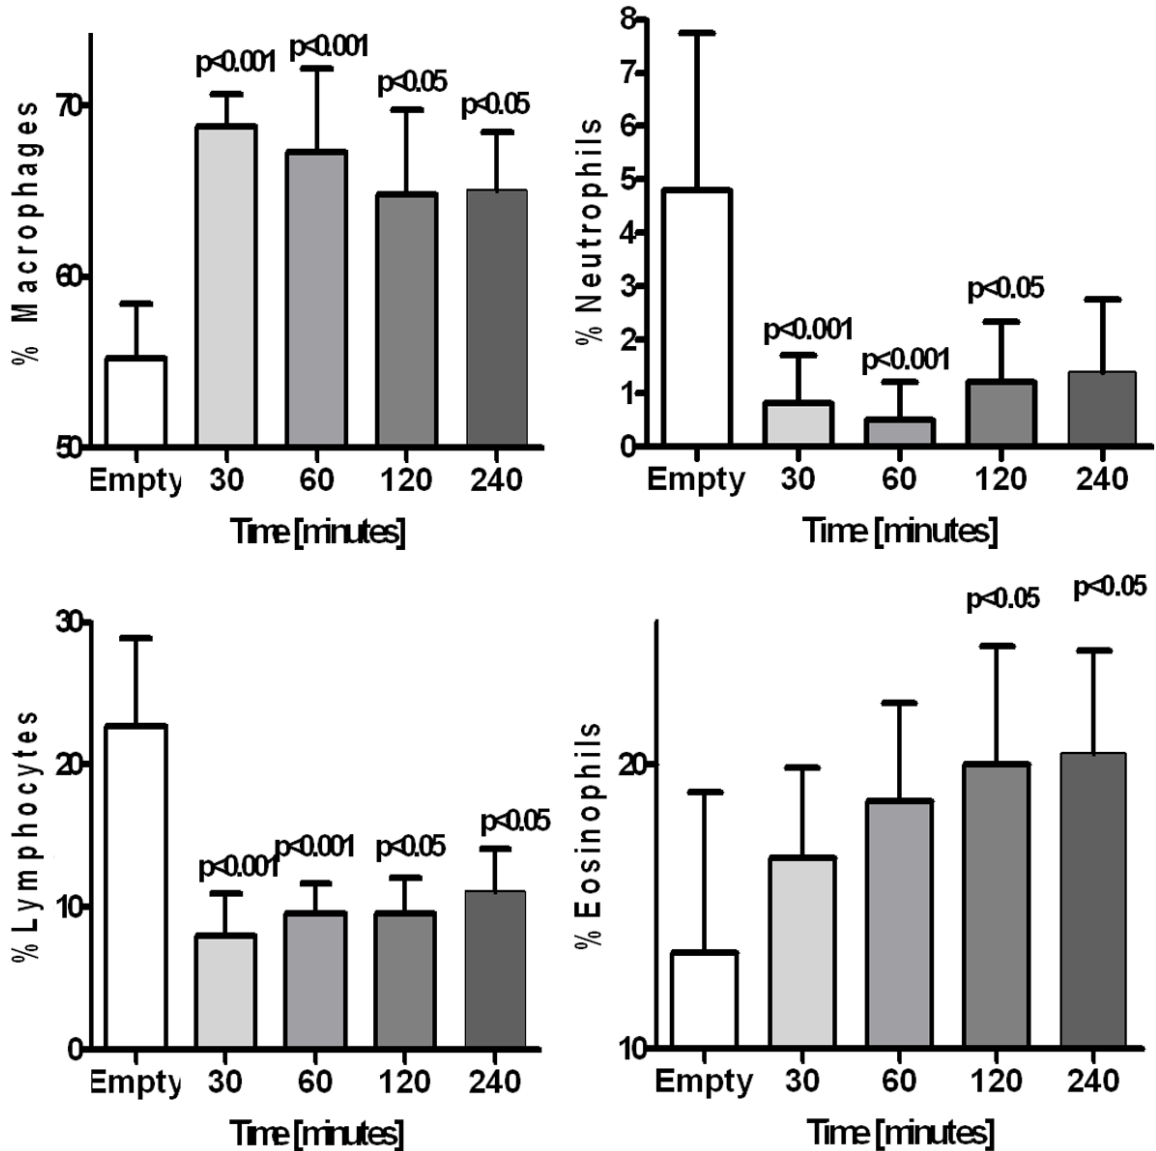 % Macrophages
70
60
50
p<0.001
p<0.001
p<0.05
p<0.05
Empty 30 60 120 240
Time [minutes]
% Neutrophils
8
7
6
5
4
3
2
1
0
p<0.001
p<0.001
p<0.05
Empty 30 60 120 240
Time [minutes]
% Lymphocytes
30
20
10
0
p<0.001
p<0.001
p<0.05
p<0.05
Empty 30 60 120 240
Time [minutes]
% Eosinophils
20
10
p<0.05
p<0.05
Empty 30 60 120 240
Time [minutes]